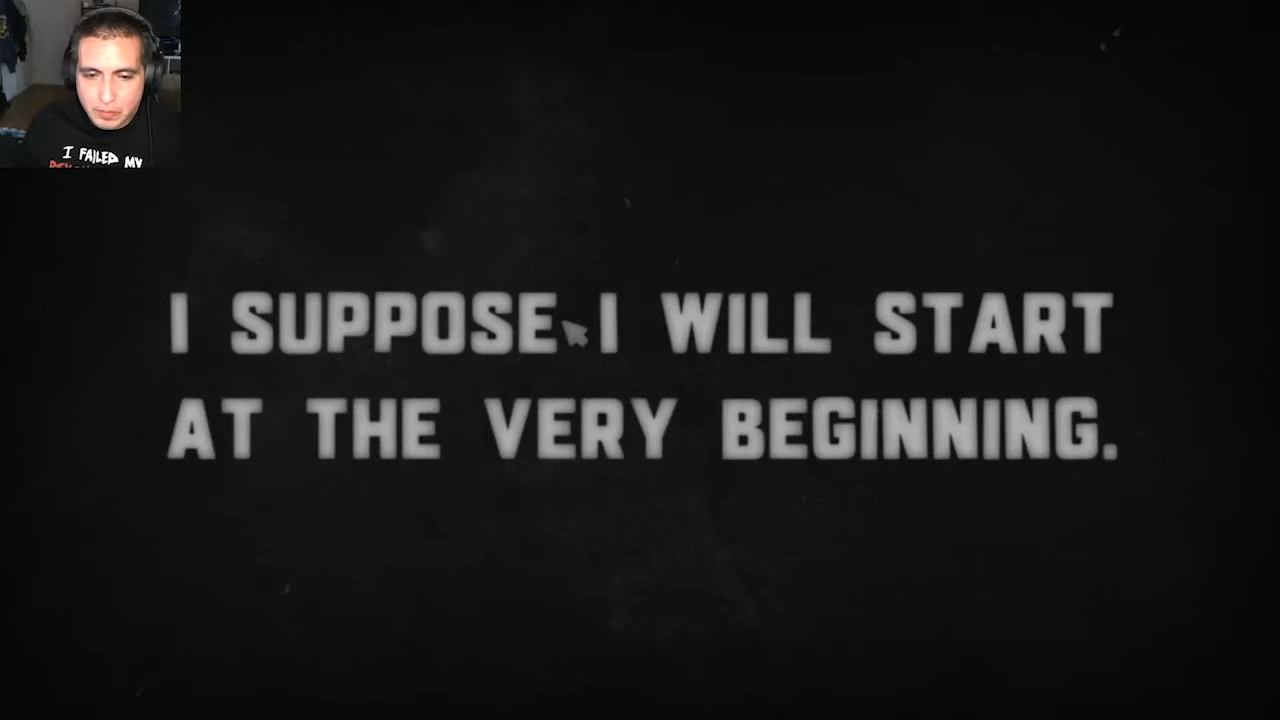 I FAILED MY
I SUPPOSE I WILL START
AT THE VERY BEGINNING.